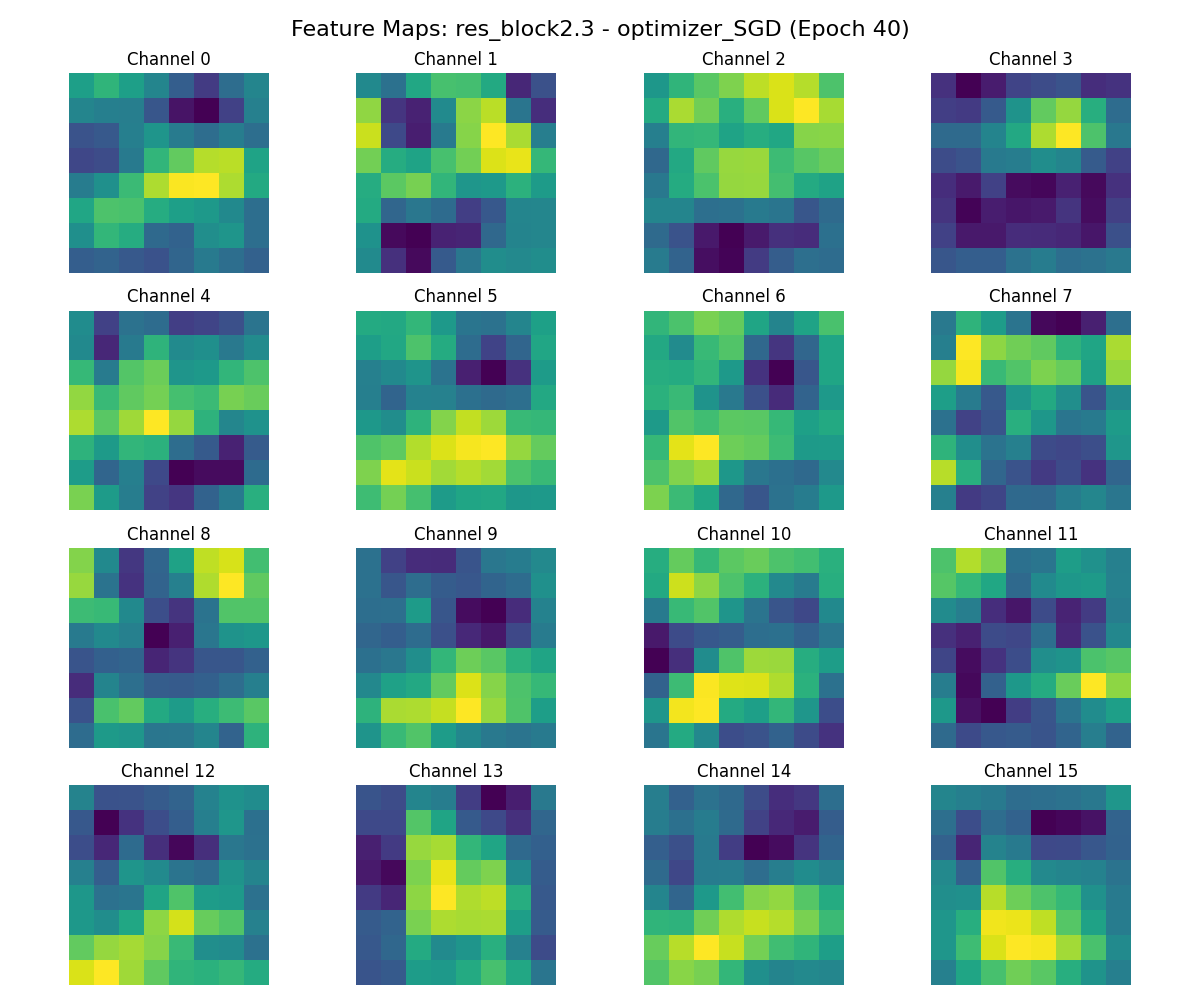 Feature Maps: res_block2.3 - optimizer_SGD (Epoch 40)
Channel 0
Channel 1
Channel 2
Channel 3
Channel 4
Channel 5
Channel 6
Channel 7
Channel 8
Channel 9
Channel 10
Channel 11
Channel 12
Channel 13
Channel 14
Channel 15